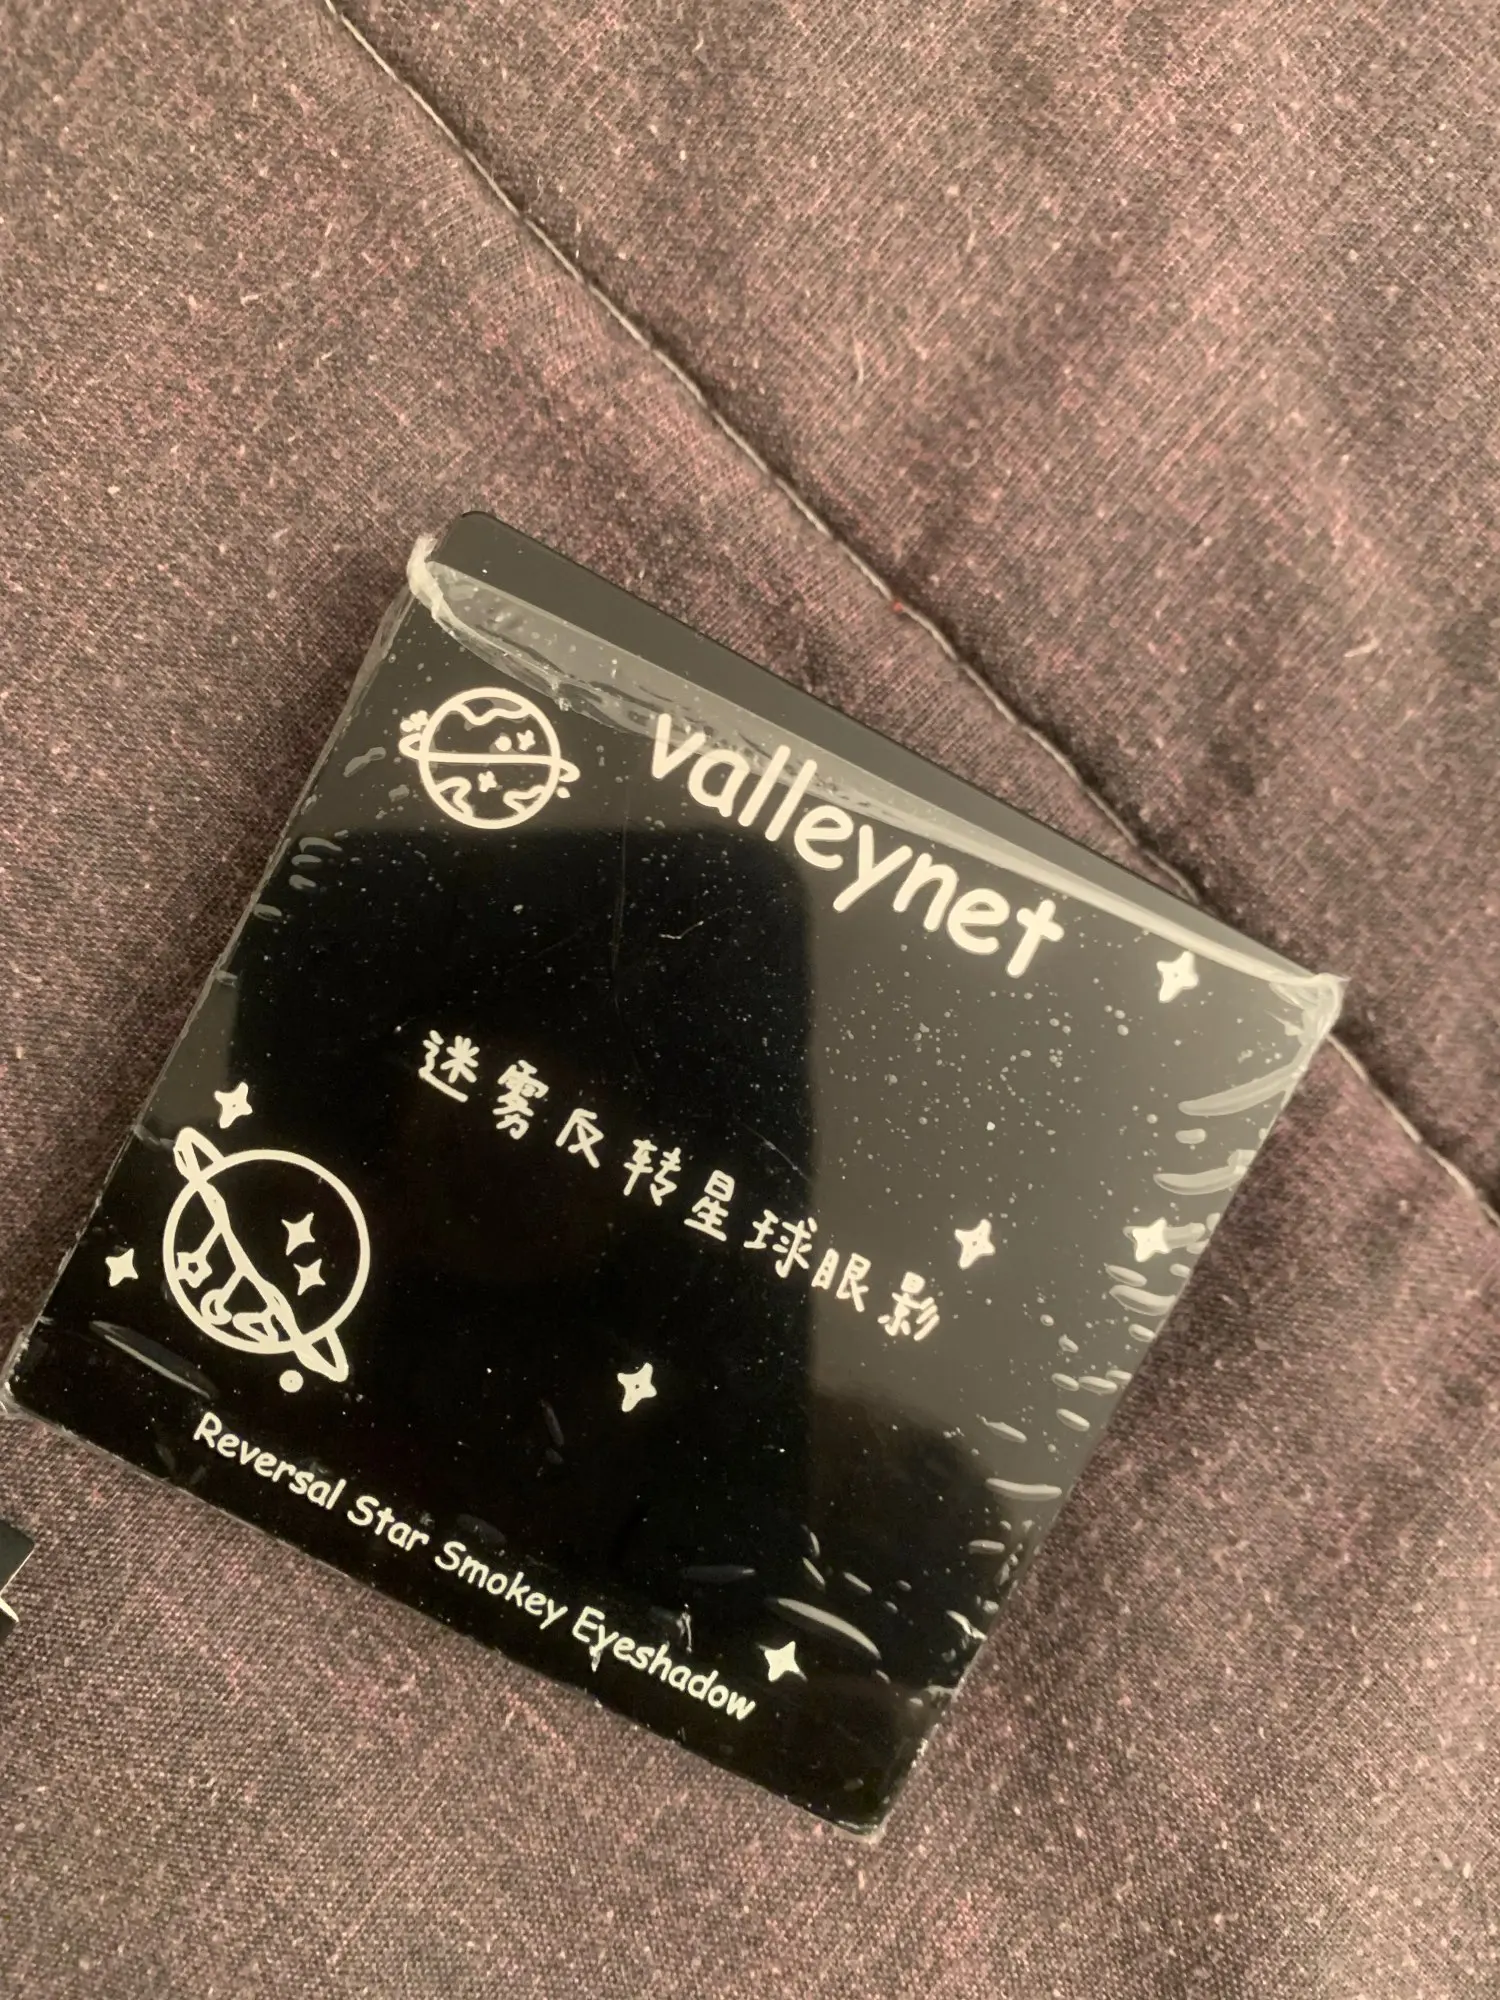 valleynet
迷雾反转星球眼影
Reversal Star Smokey Eyeshadow